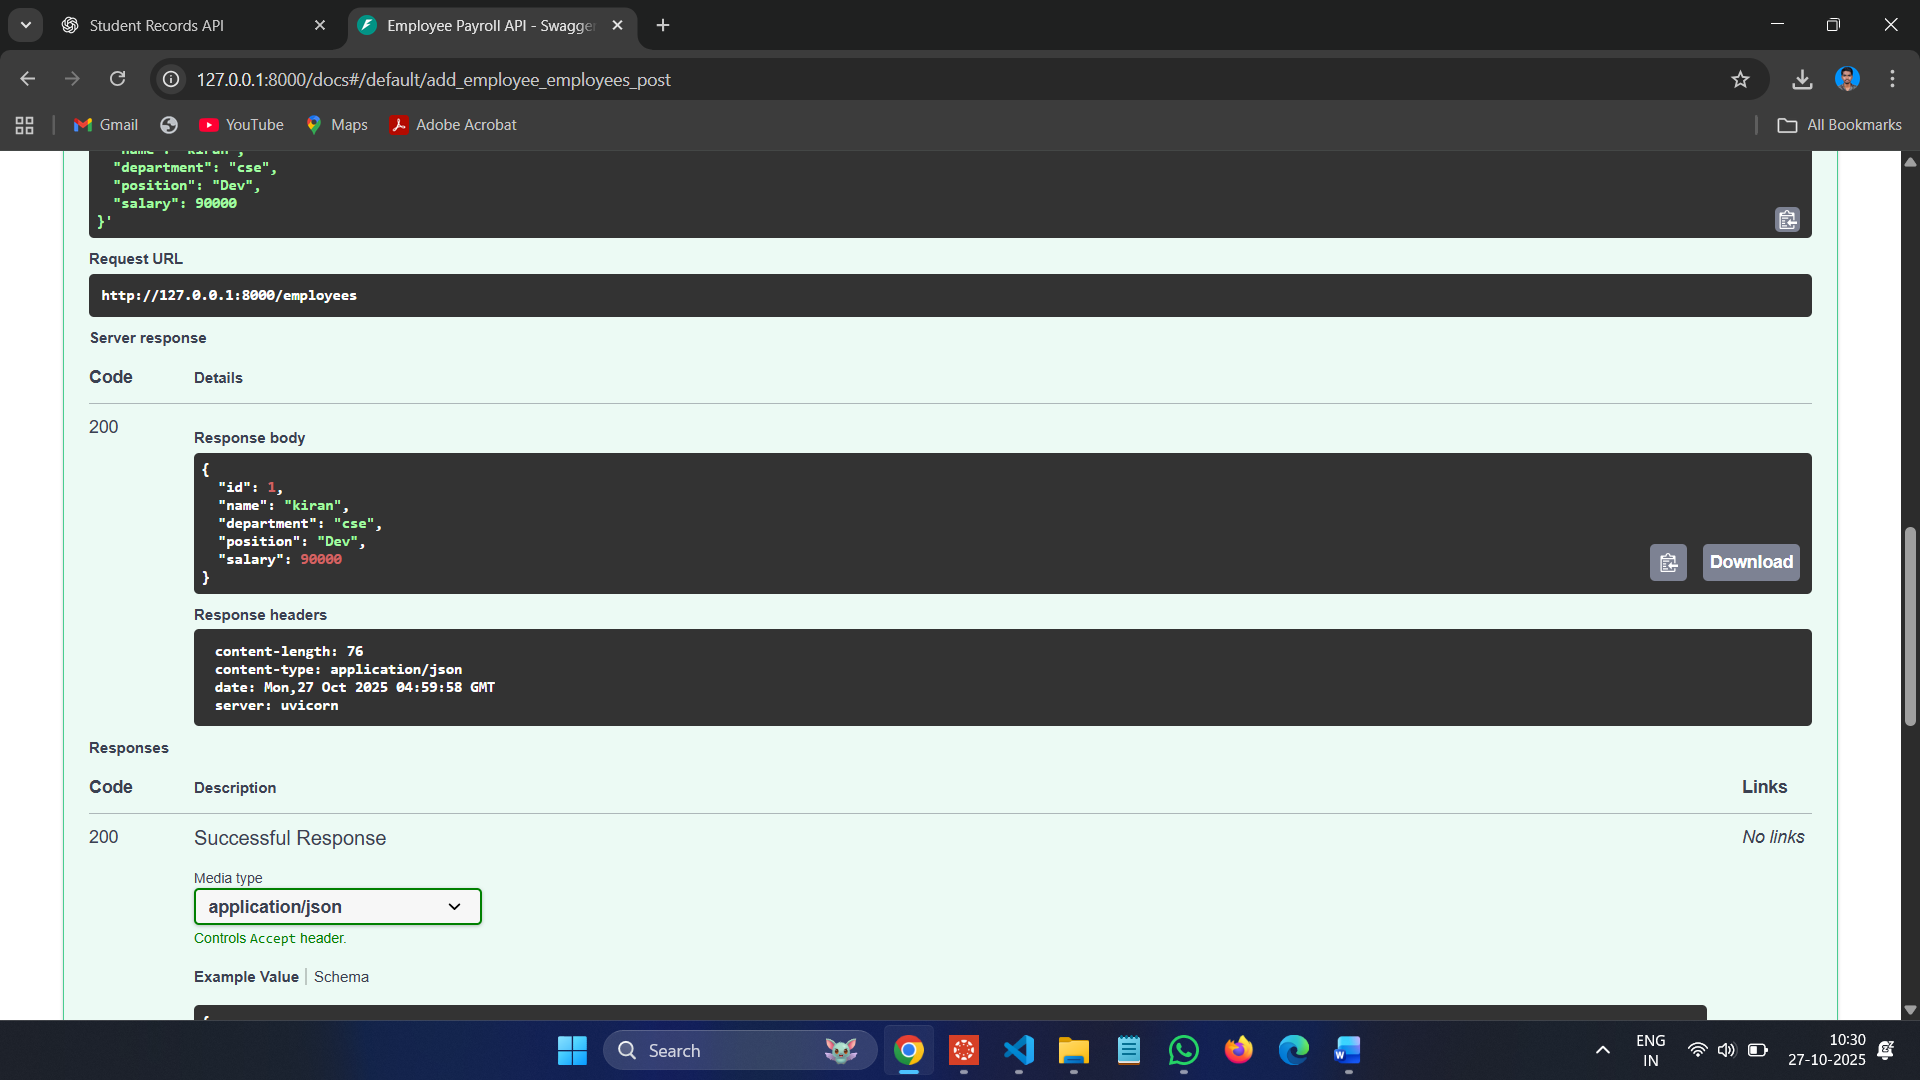 Student Records API
Employee Payroll API - Swagger
127.0.0.1:8000/docs#/default/add_employee_employees_post
Gmail
YouTube
Maps
Adobe Acrobat
All Bookmarks
"name": "kiran",
"department": "cse",
"position": "Dev",
"salary": 90000
}'
Request URL
http://127.0.0.1:8000/employees
Server response
Code Details
200
Response body
{
"id": 1,
"name": "kiran",
"department": "cse",
"position": "Dev",
"salary": 90000
}
Download
Response headers
content-length: 76
content-type: application/json
date: Mon,27 Oct 2025 04:59:58 GMT
server: uvicorn
Responses
Code Description Links
200 Successful Response No links
Media type
application/json
Controls Accept header.
Example Value Schema
{
Search
ENG
IN
10:30
27-10-2025